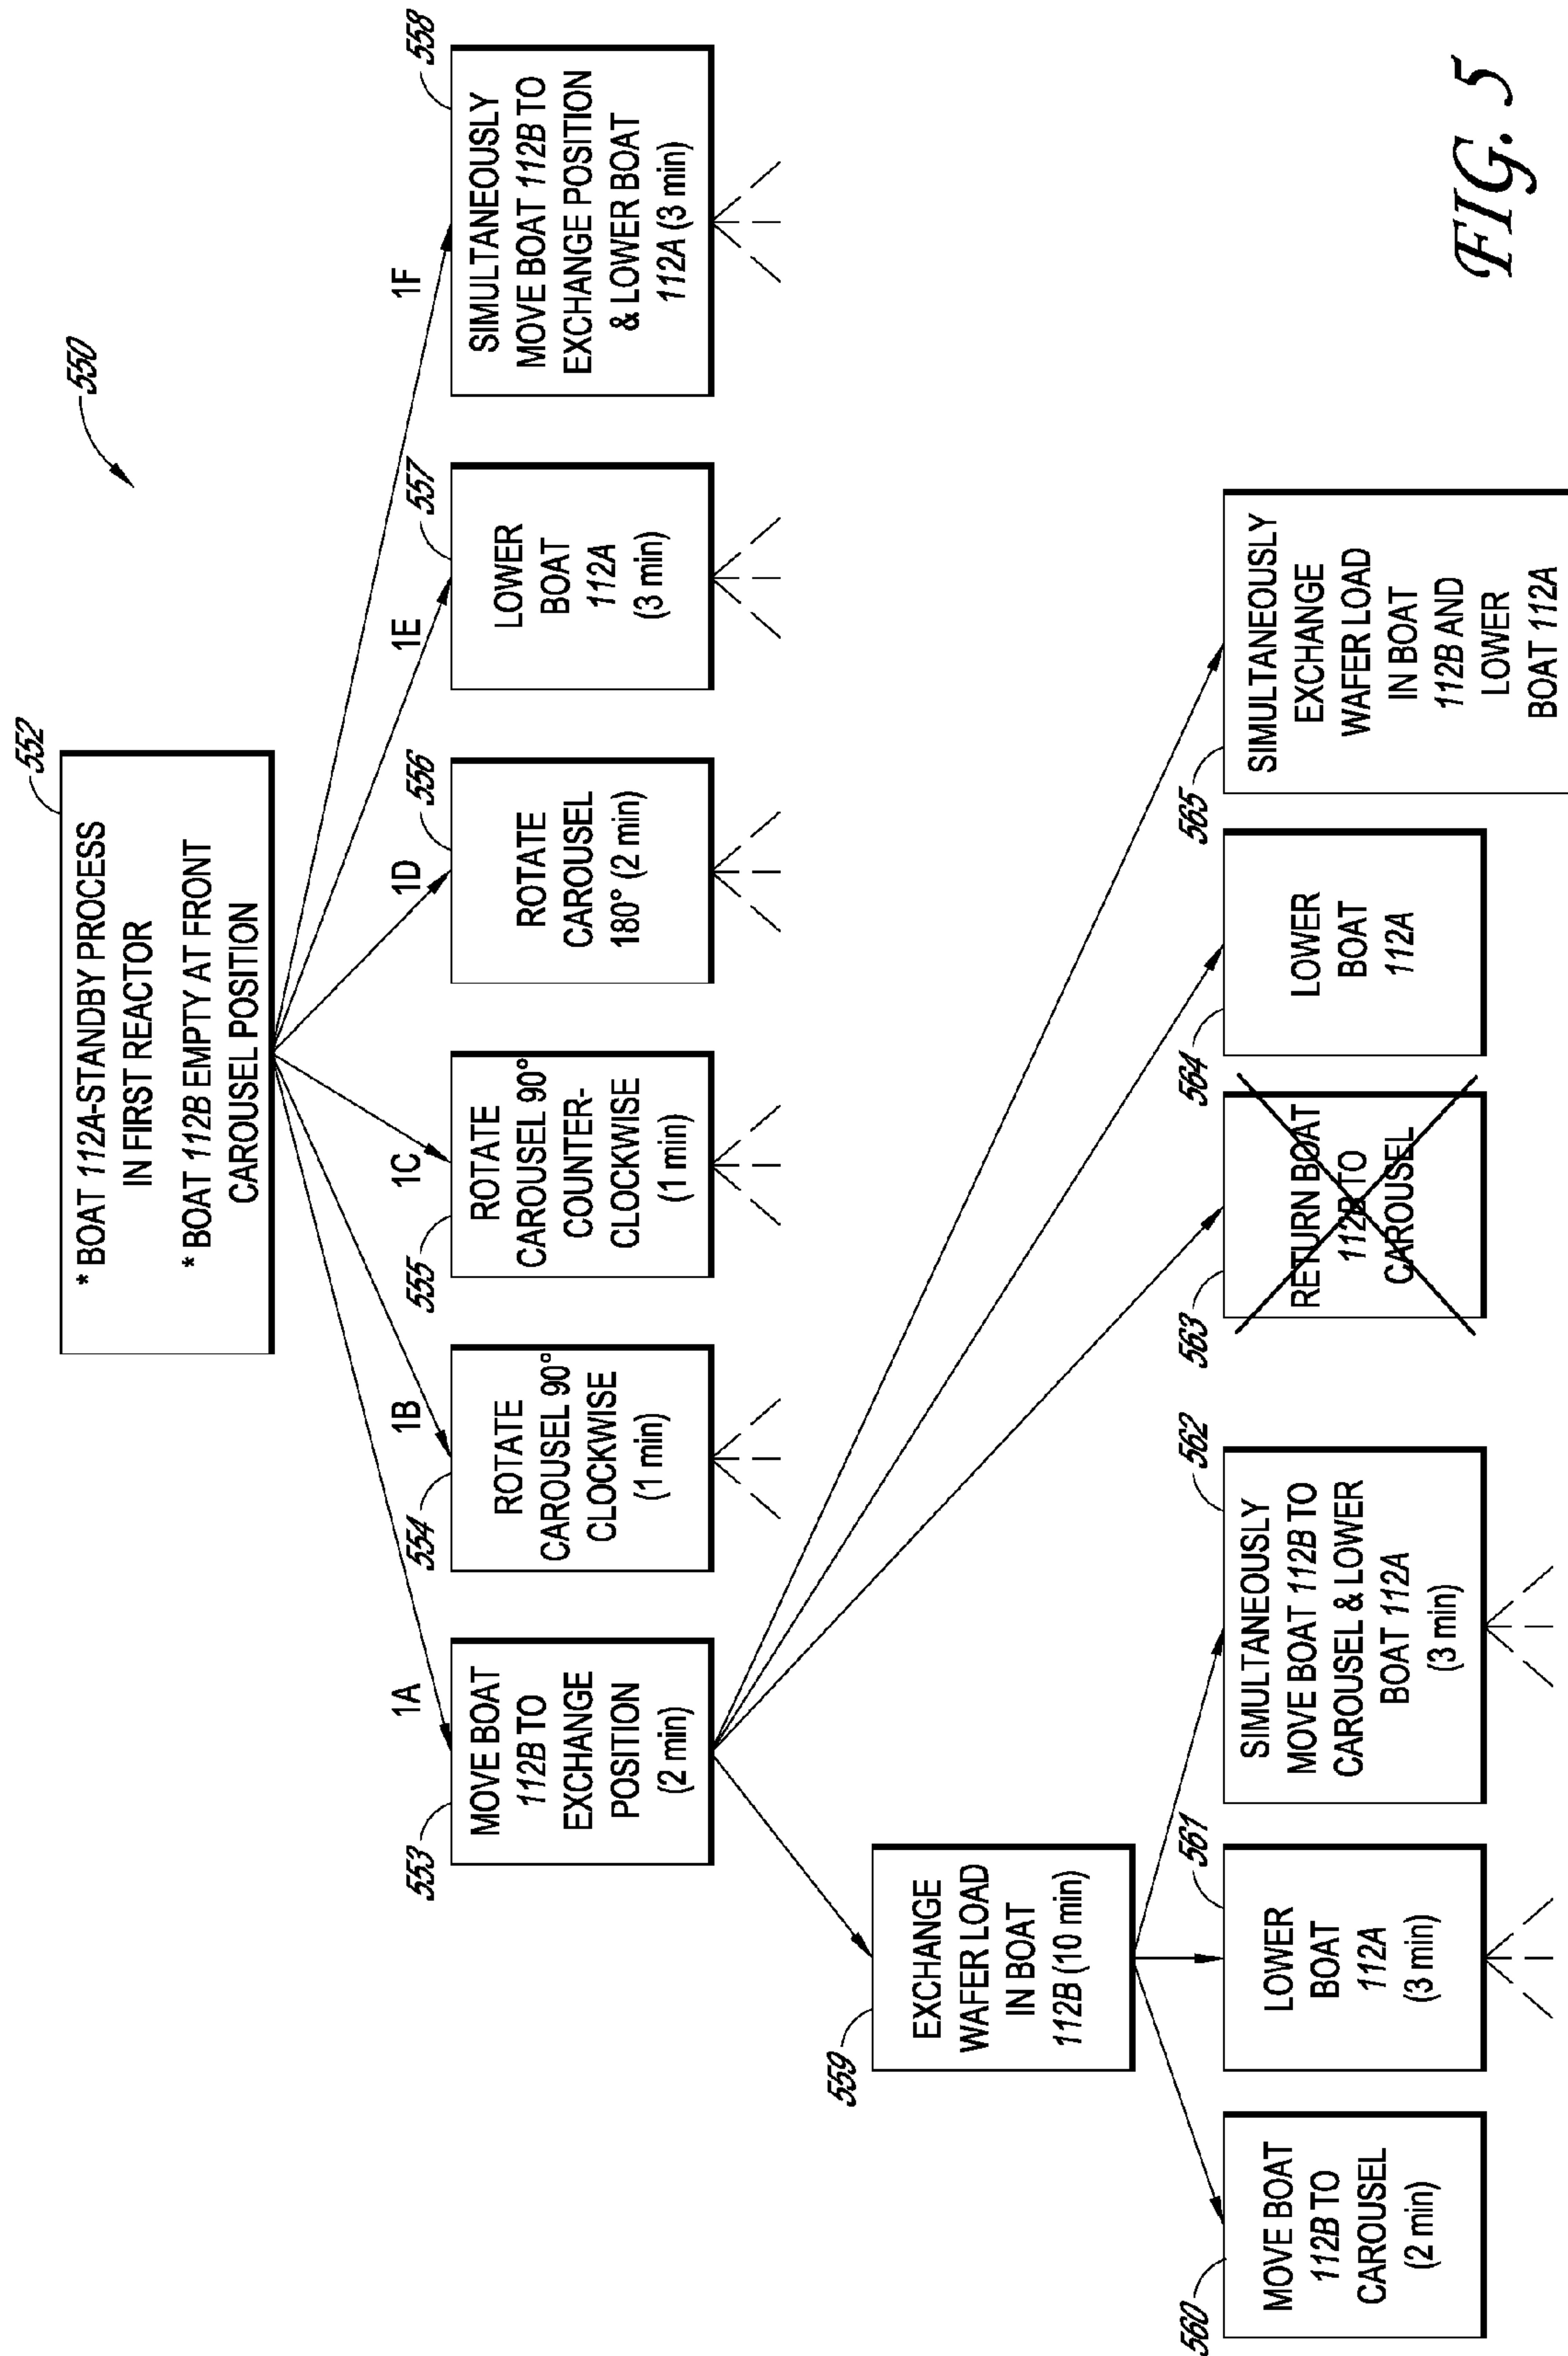 550
552
* BOAT 112A-STANDBY PROCESS
IN FIRST REACTOR
* BOAT 112B EMPTY AT FRONT
CAROUSEL POSITION
1A
1B
1C
1D
1E
1F
553
MOVE BOAT
112B TO
EXCHANGE
POSITION
(2 min)
554
ROTATE
CAROUSEL 90°
CLOCKWISE
(1 min)
555
ROTATE
CAROUSEL 90°
COUNTER-
CLOCKWISE
(1 min)
556
ROTATE
CAROUSEL
180° (2 min)
557
LOWER
BOAT
112A
(3 min)
558
SIMULTANEOUSLY
MOVE BOAT 112B TO
EXCHANGE POSITION
& LOWER BOAT
112A (3 min)
559
EXCHANGE
WAFER LOAD
IN BOAT
112B (10 min)
560
MOVE BOAT
112B TO
CAROUSEL
(2 min)
561
LOWER
BOAT
112A
(3 min)
562
SIMULTANEOUSLY
MOVE BOAT 112B TO
CAROUSEL & LOWER
BOAT 112A
(3 min)
563
RETURN BOAT
112B TO
CAROUSEL
564
LOWER
BOAT
112A
565
SIMULTANEOUSLY
EXCHANGE
WAFER LOAD
IN BOAT
112B AND
LOWER
BOAT 112A
FIG. 5